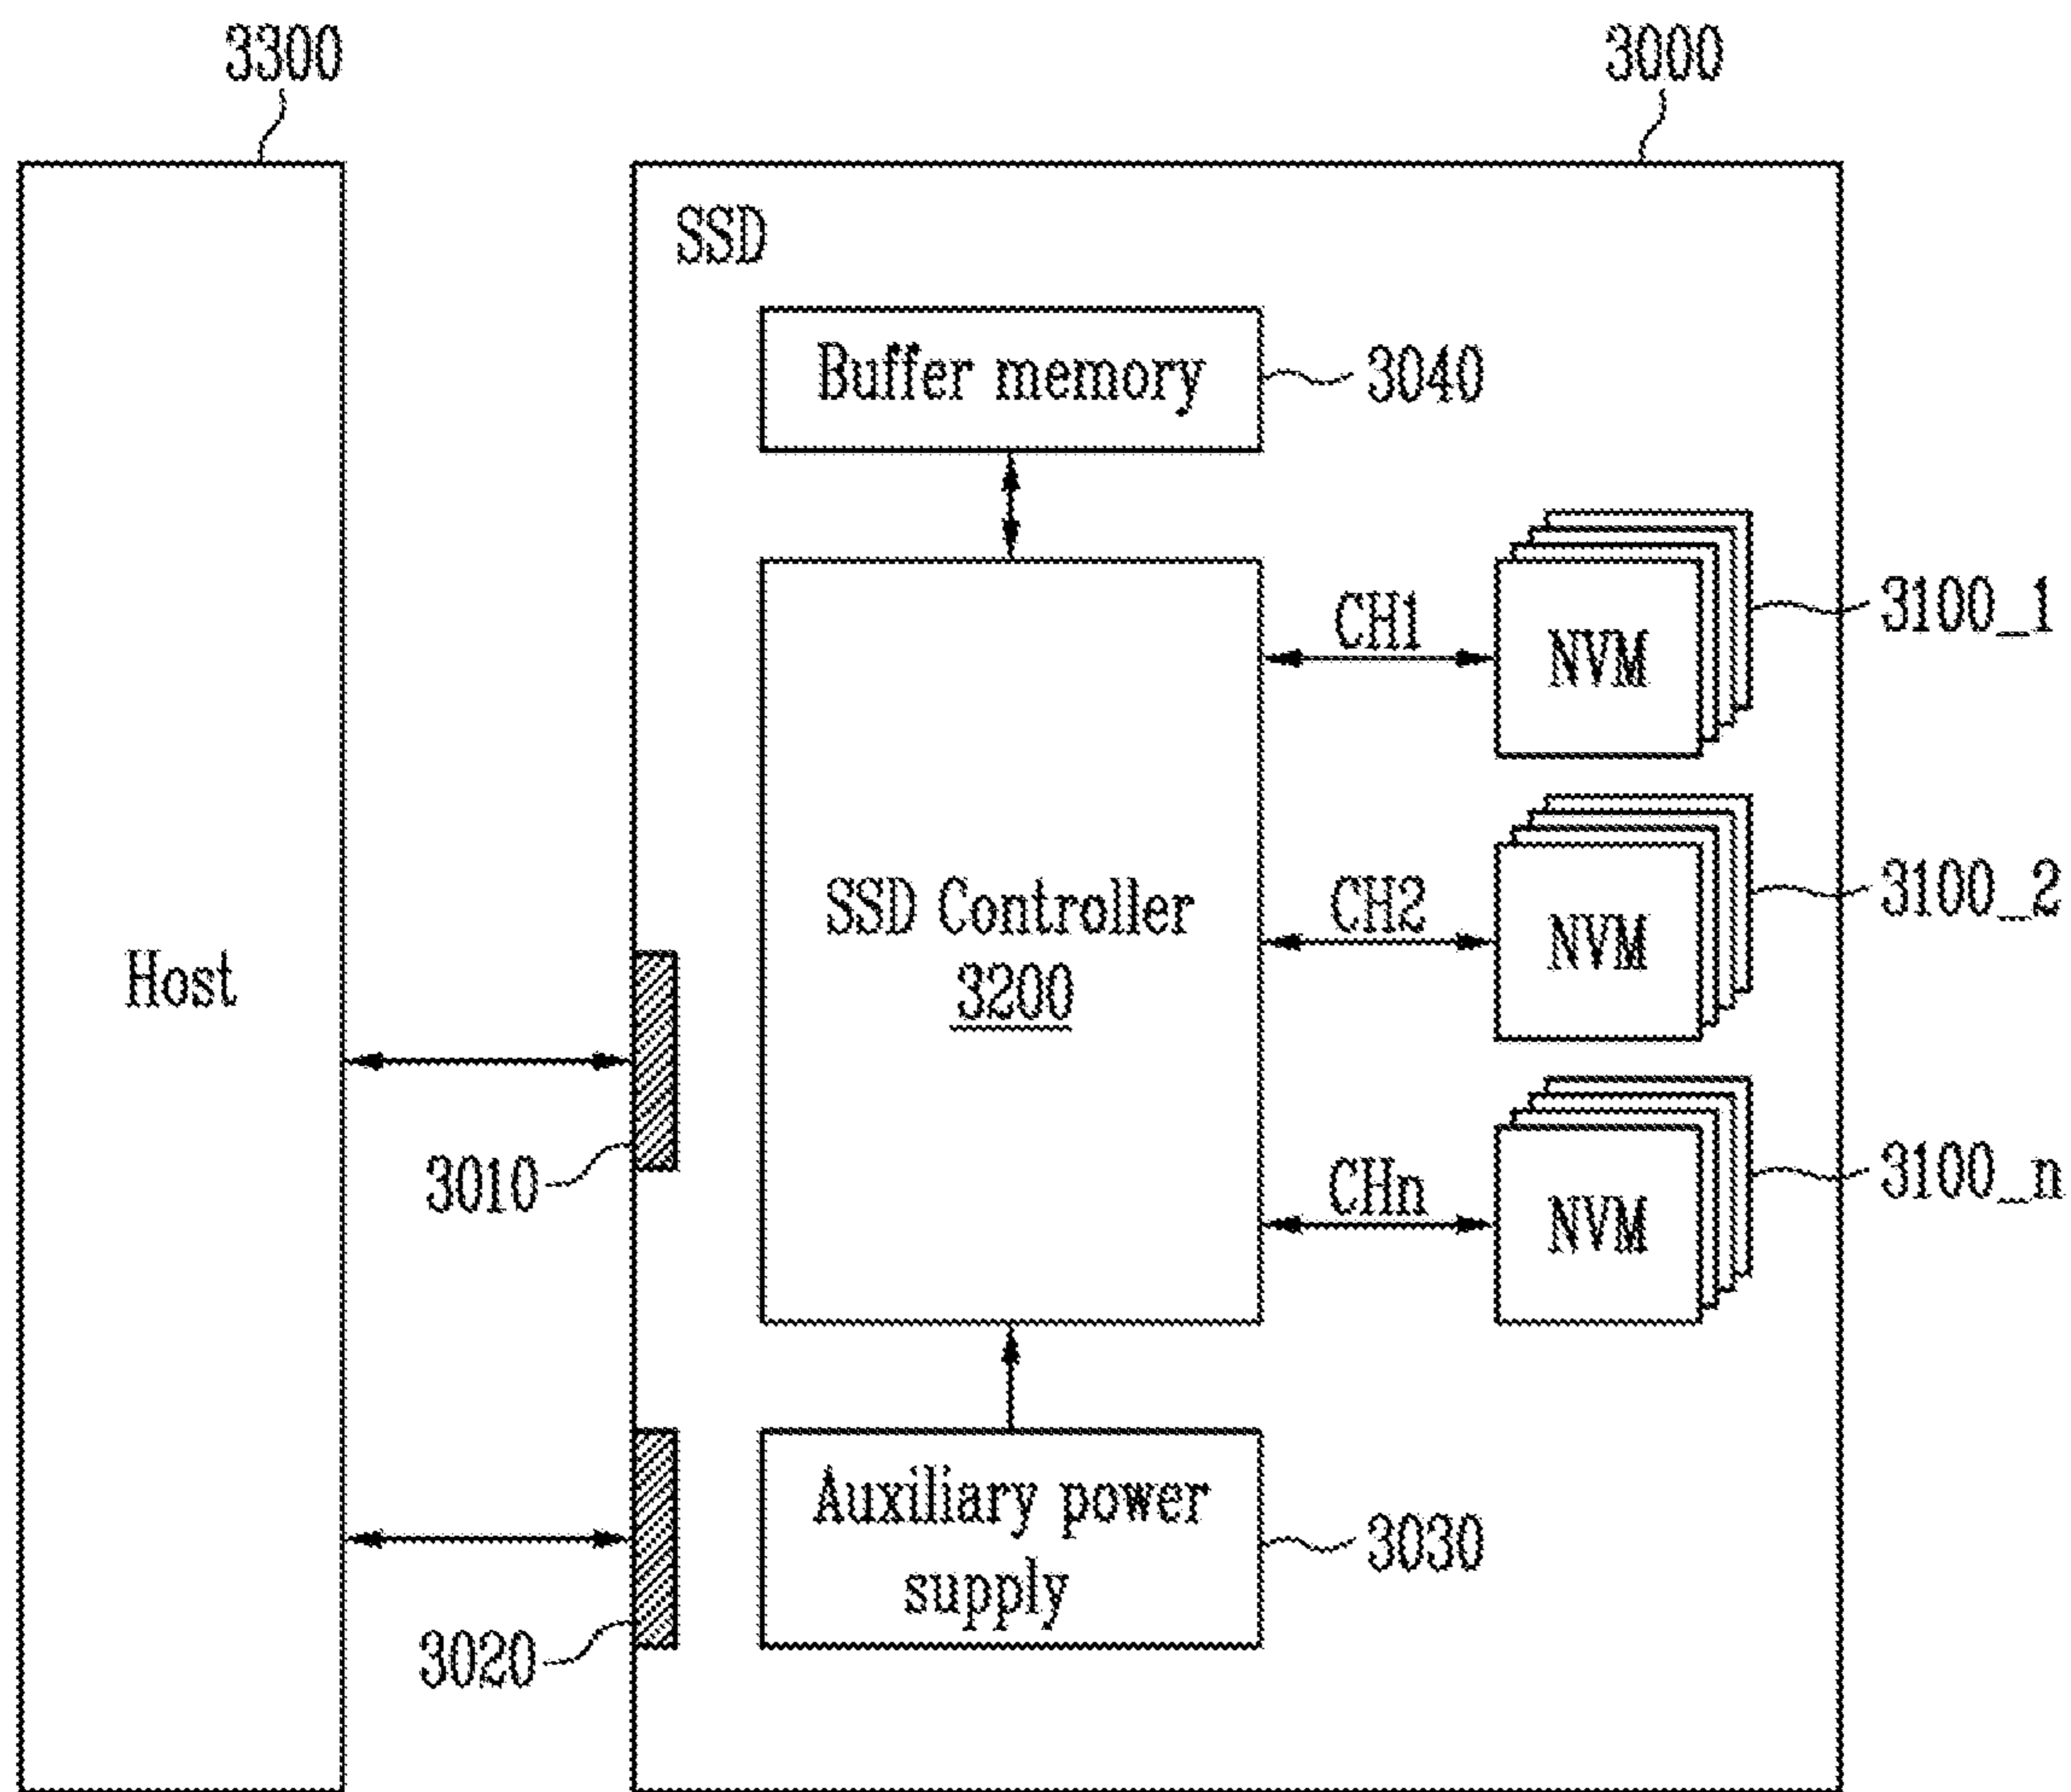 3300
3000
SSD
Buffer memory
3040
CH1
NVM
3100_1
Host
SSD Controller
3200
CH2
NVM
3100_2
3010
CHn
NVM
3100_n
Auxiliary power
supply
3030
3020